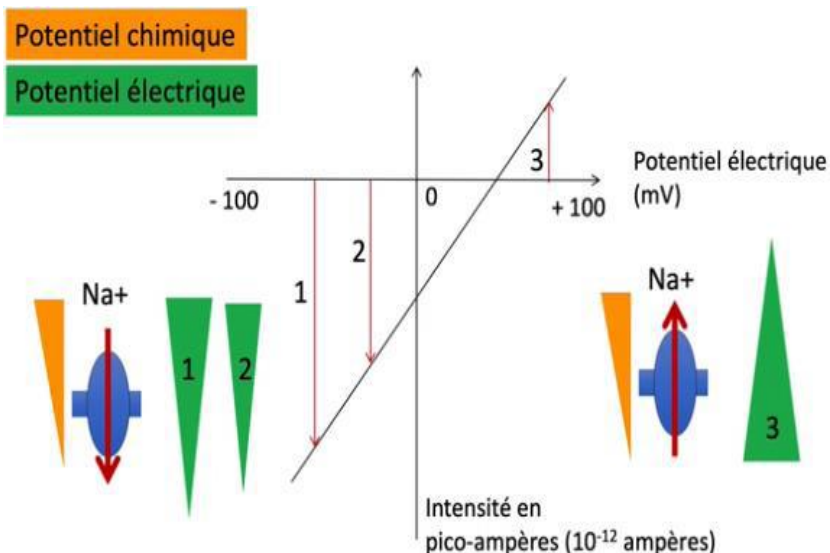 Potentiel chimique
Potentiel électrique
3
Potentiel électrique
(mV)
- 100
0
+ 100
2
1
Na+
1
2
Na+
3
Intensité en
pico-ampères (10⁻¹² ampères)